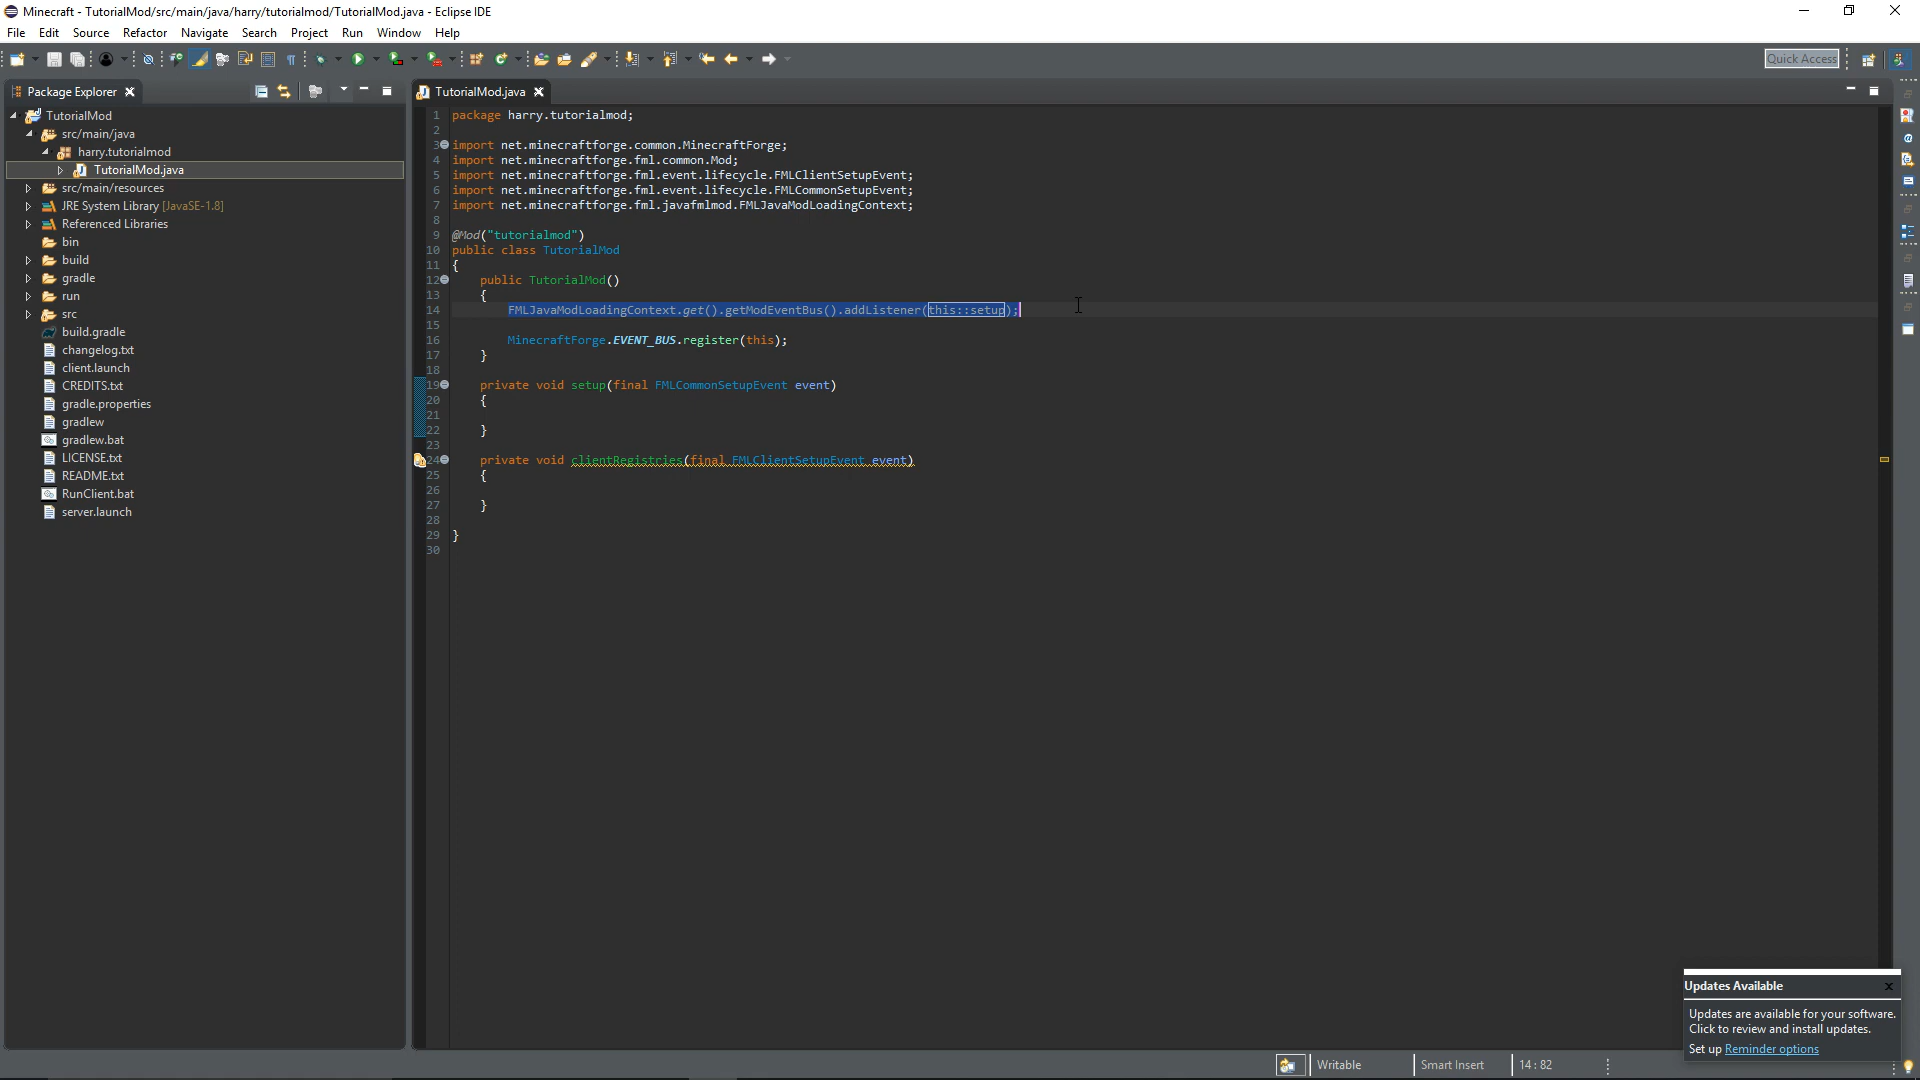 Minecraft - TutorialMod/src/main/java/harry/tutorialmod/TutorialMod.java - Eclipse IDE
File Edit Source Refactor Navigate Search Project Run Window Help
Quick Access
Package Explorer
TutorialMod
src/main/java
harry.tutorialmod
TutorialMod.java
src/main/resources
JRE System Library [JavaSE-1.8]
Referenced Libraries
bin
build
gradle
run
src
build.gradle
changelog.txt
client.launch
CREDITS.txt
gradle.properties
gradlew
gradlew.bat
LICENSE.txt
README.txt
RunClient.bat
server.launch
TutorialMod.java
1 package harry.tutorialmod;
2
3 import net.minecraftforge.common.MinecraftForge;
4 import net.minecraftforge.fml.common.Mod;
5 import net.minecraftforge.fml.event.lifecycle.FMLClientSetupEvent;
6 import net.minecraftforge.fml.event.lifecycle.FMLCommonSetupEvent;
7 import net.minecraftforge.fml.javafmlmod.FMLJavaModLoadingContext;
8
9 @Mod("tutorialmod")
10 public class TutorialMod
11 {
12 public TutorialMod()
13 {
14 FMLJavaModLoadingContext.get().getModEventBus().addListener(this::setup);
15
16 MinecraftForge.EVENT_BUS.register(this);
17 }
18
19 private void setup(final FMLCommonSetupEvent event)
20 {
21
22 }
23
24 private void clientRegistries(final FMLClientSetupEvent event)
25 {
26
27 }
28
29 }
30
Updates Available
Updates are available for your software.
Click to review and install updates.
Set up Reminder options
Writable Smart Insert 14 : 82